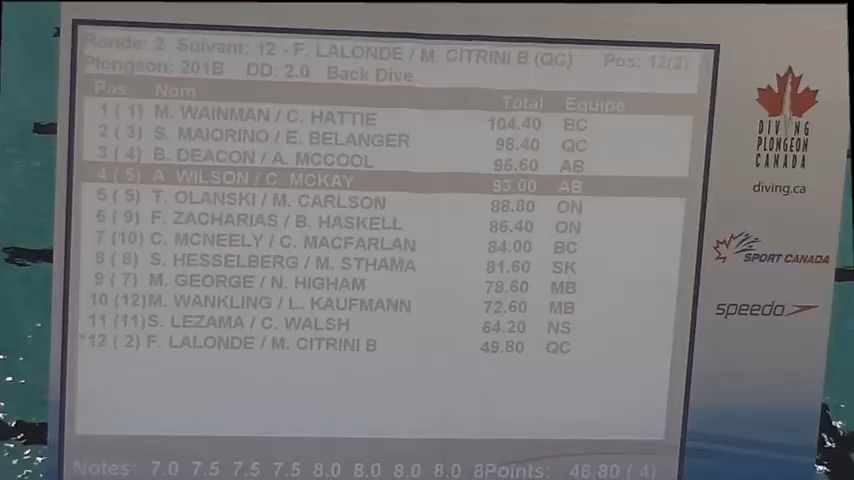 Ronde: 2 Suivant: 12 - F. LALONDE / M. CITRINI B (QC) Pos: 12(2)
Plongeon: 201B DD: 2.0 Back Dive
Pos Nom Total Equipe
1 ( 1) M. WAINMAN / C. HATTIE 104.40 BC
2 ( 3) S. MAIORINO / E. BELANGER 98.40 QC
3 ( 4) B. DEACON / A. MCCOOL 96.60 AB
4 ( 5) A. WILSON / C. MCKAY 93.00 AB
5 ( 5) T. OLANSKI / M. CARLSON 88.80 ON
6 ( 9) F. ZACHARIAS / B. HASKELL 86.40 ON
7 (10) C. MCNEELY / C. MACFARLAN 84.00 BC
8 ( 8) S. HESSELBERG / M. STHAMA 81.60 SK
9 ( 7) M. GEORGE / N. HIGHAM 78.60 MB
10 (12) M. WANKLING / L. KAUFMANN 72.60 MB
11 (11) S. LEZAMA / C. WALSH 64.20 NS
*12 ( 2) F. LALONDE / M. CITRINI B 49.80 QC
Notes: 7.0 7.5 7.5 7.5 8.0 8.0 8.0 8.0 8 Points: 46.80 ( 4)
DIVING
PLONGEON
CANADA
diving.ca
SPORT CANADA
speedo